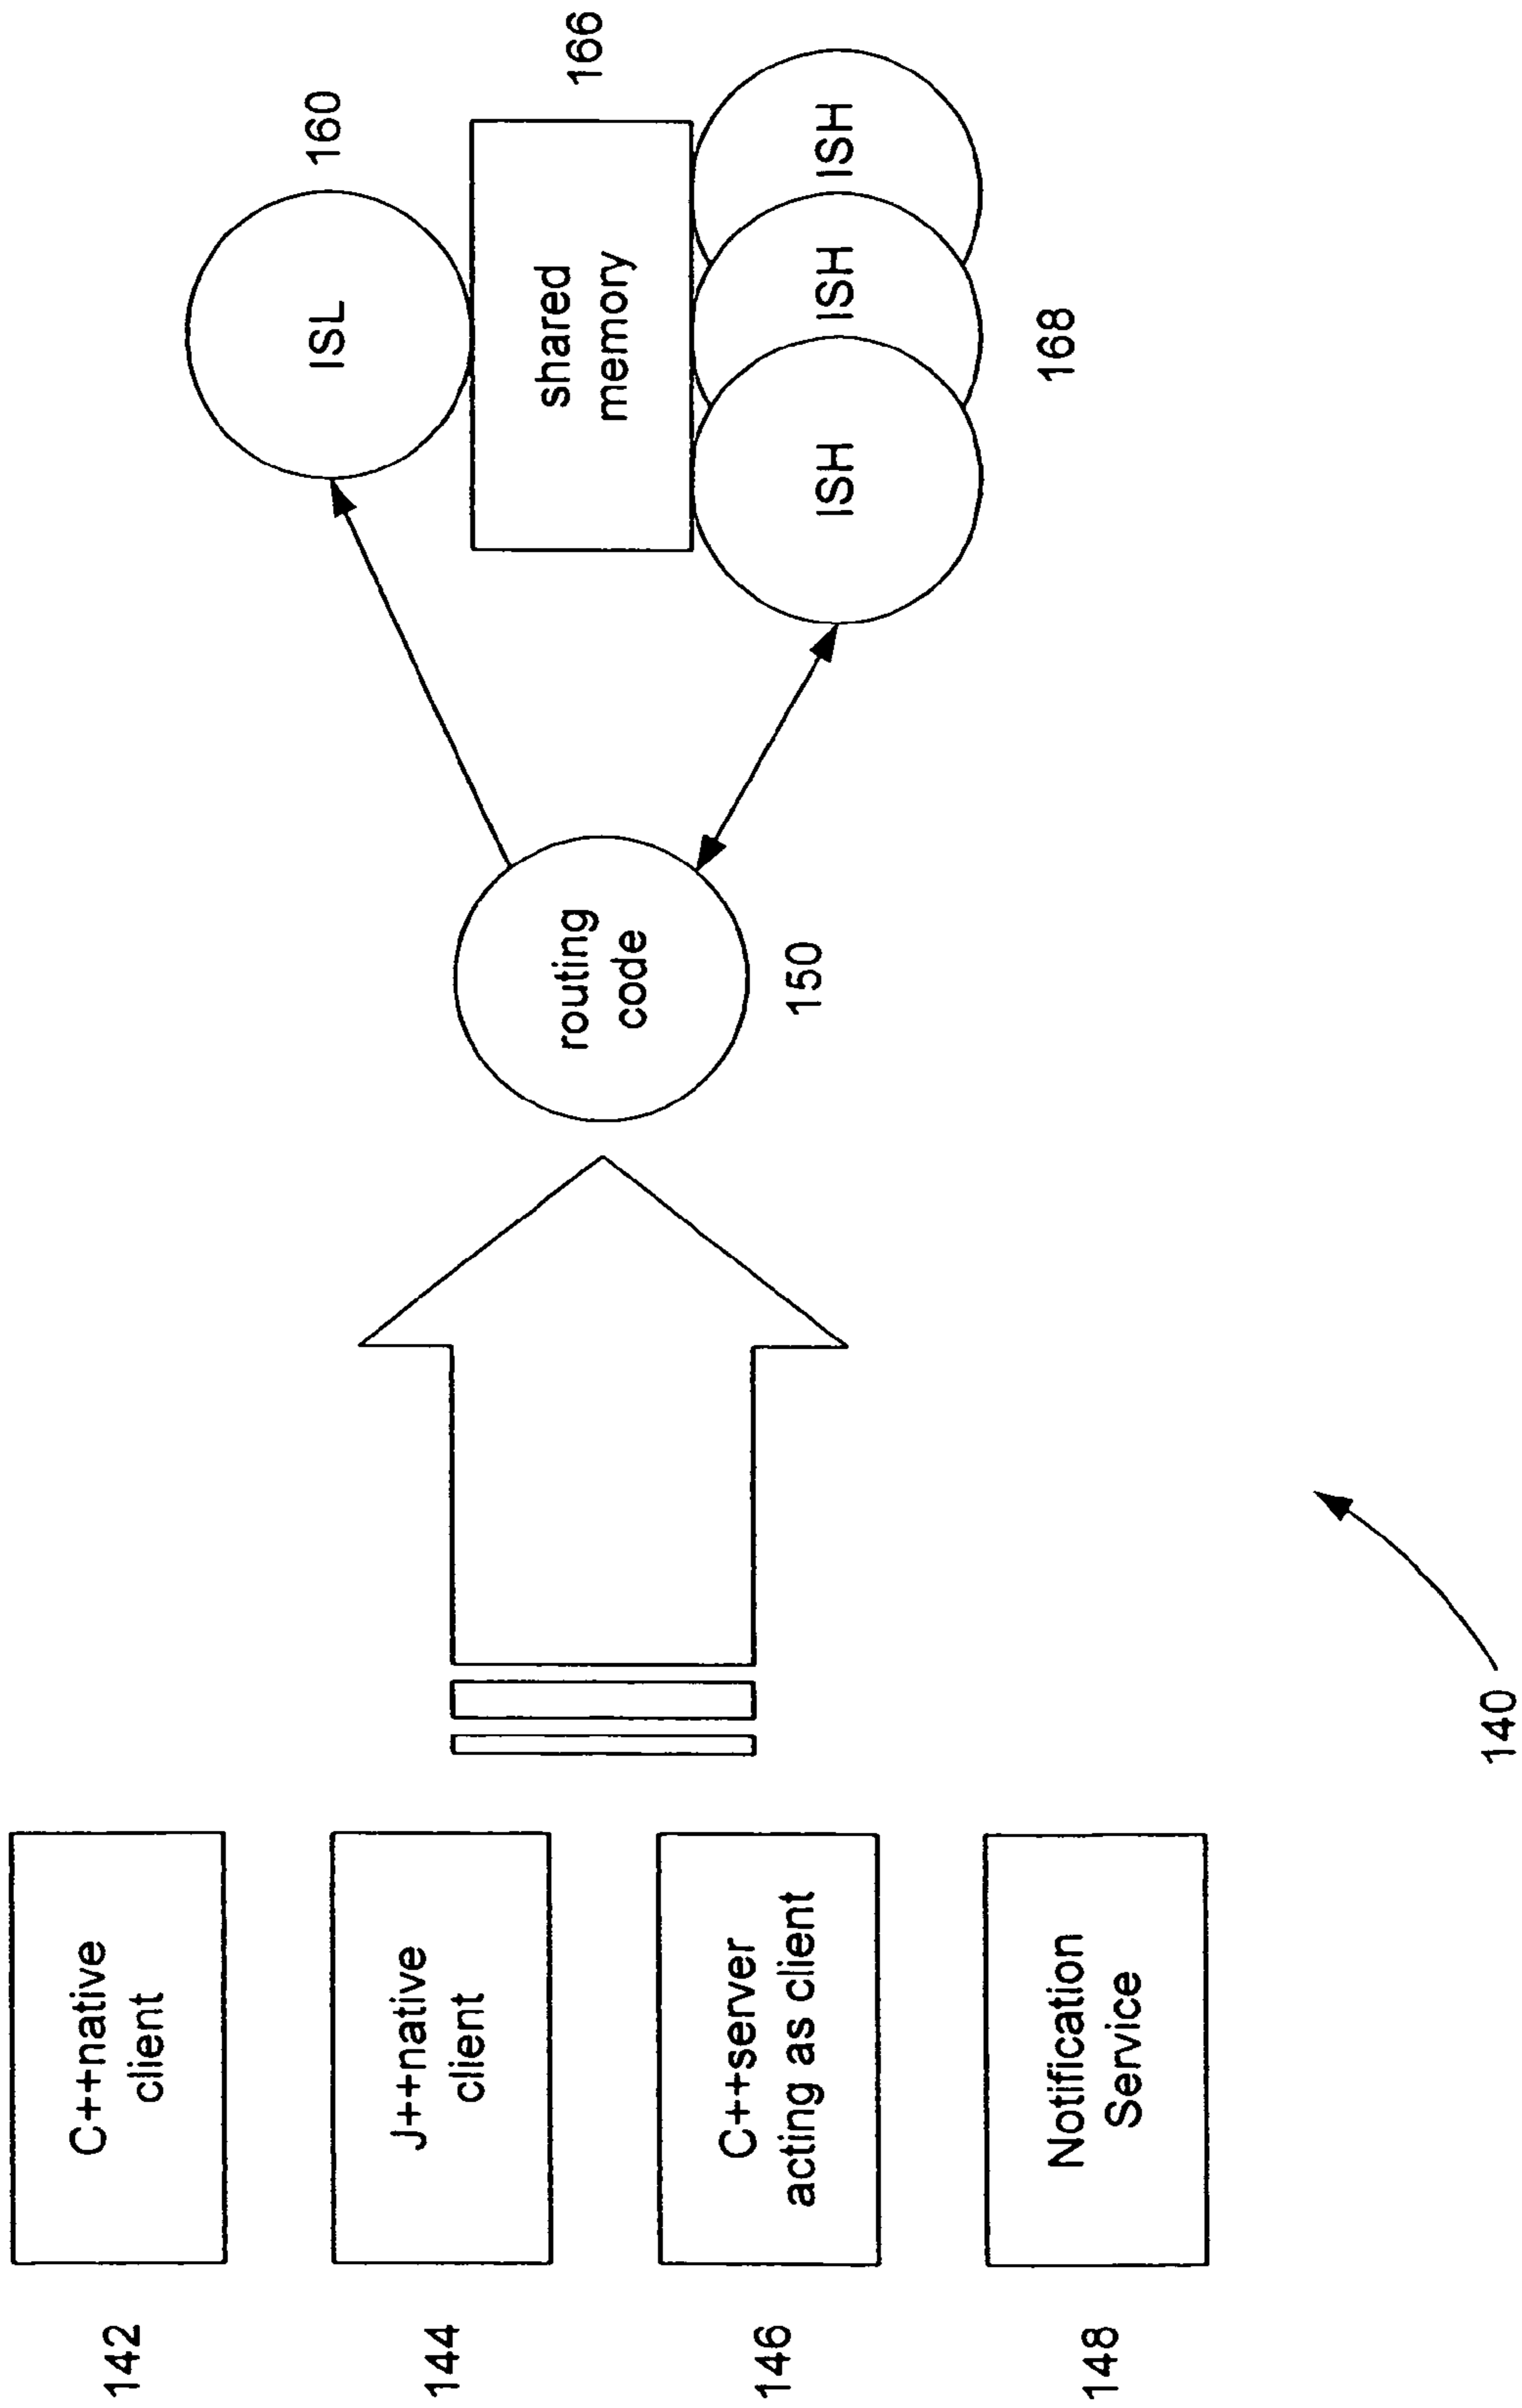 142
C++native
client
144
J++native
client
146
C++server
acting as client
148
Notification
Service
routing
code
150
ISL
160
shared
memory
166
ISH
ISH
ISH
168
140